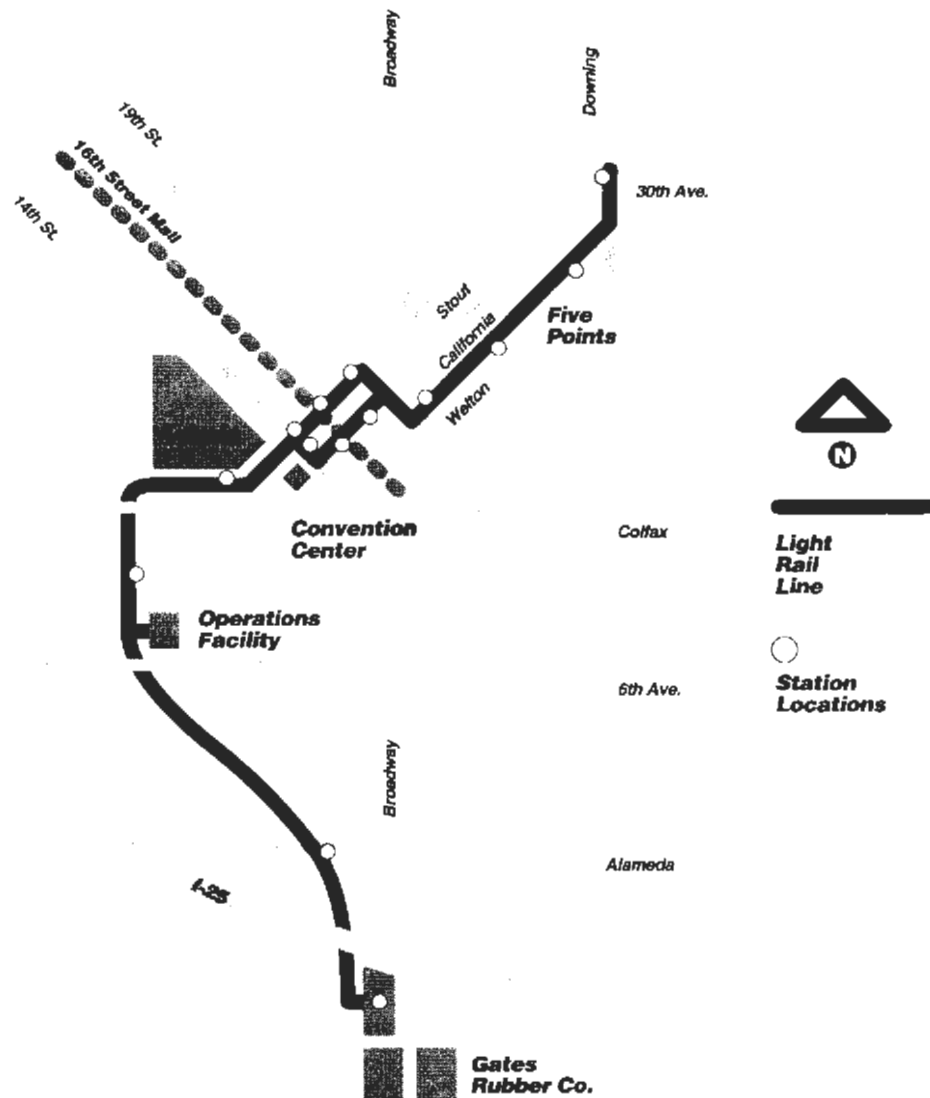 Broadway
Downing
19th St.
16th Street Mall
14th St.
30th Ave.
Stout
California
Welton
Five
Points
N
Convention
Center
Colfax
Light
Rail
Line
Operations
Facility
Station
Locations
6th Ave.
Broadway
Alameda
I-25
Gates
Rubber Co.